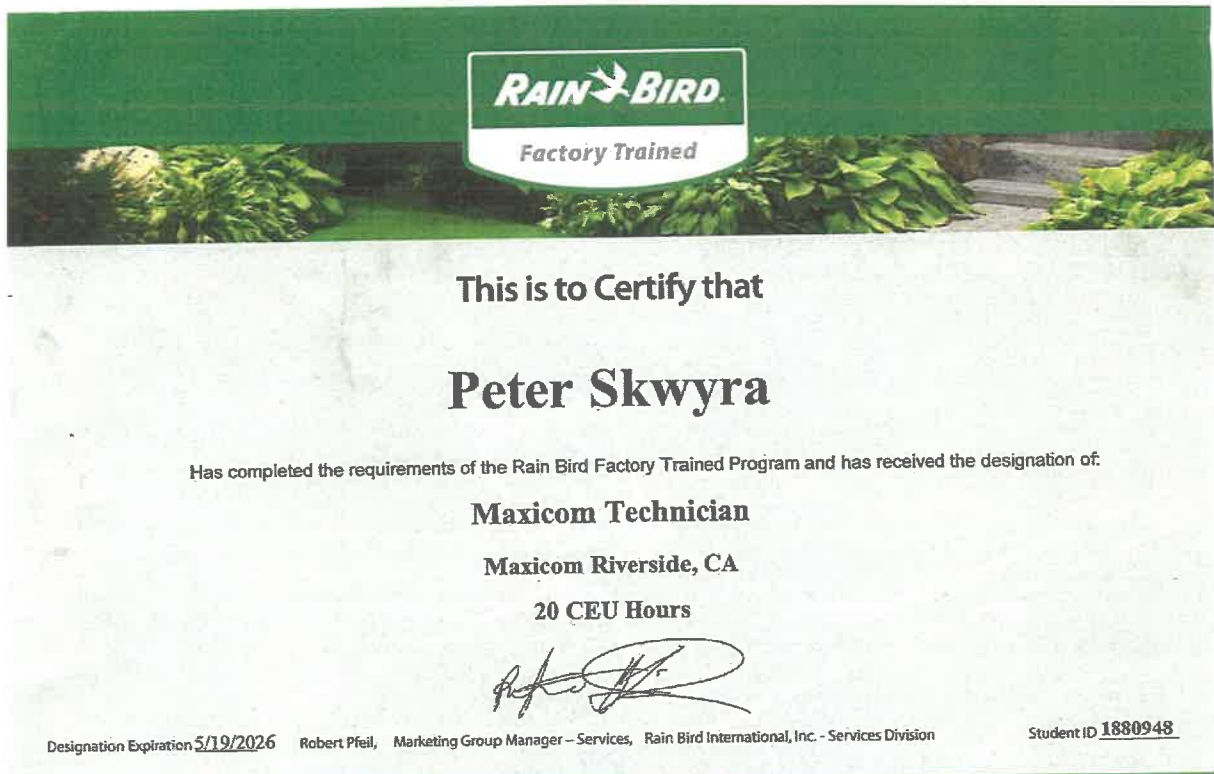 RAIN BIRD
Factory Trained
This is to Certify that
Peter Skwyra
Has completed the requirements of the Rain Bird Factory Trained Program and has received the designation of:
Maxicom Technician
Maxicom Riverside, CA
20 CEU Hours
Designation Expiration 5/19/2026 Robert Pfeil, Marketing Group Manager – Services, Rain Bird International, Inc. - Services Division Student ID 1880948